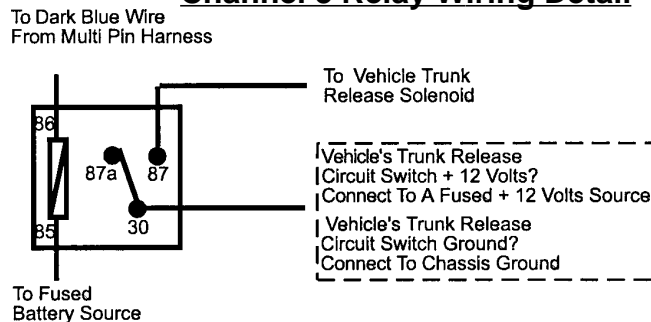 Channel 3 Relay Wiring Detail
To Dark Blue Wire
From Multi Pin Harness
To Vehicle Trunk
Release Solenoid
86
87a
87
85
30
Vehicle's Trunk Release
Circuit Switch + 12 Volts?
Connect To A Fused + 12 Volts Source
Vehicle's Trunk Release
Circuit Switch Ground?
Connect To Chassis Ground
To Fused
Battery Source